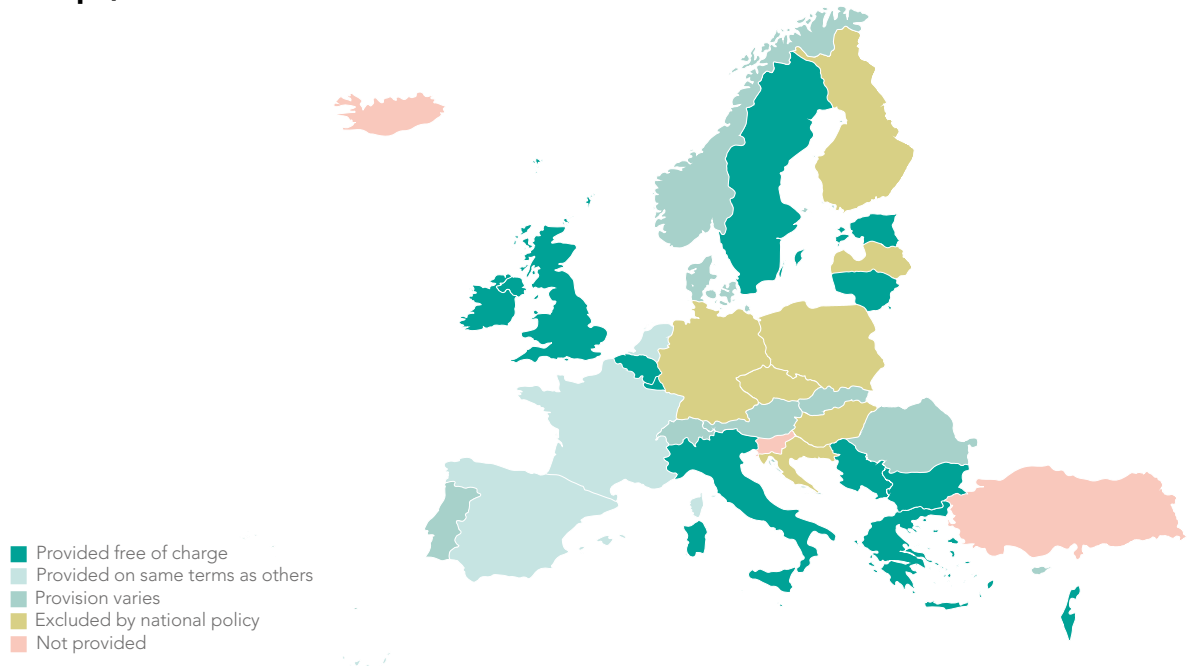 Provided free of charge
Provided on same terms as others
Provision varies
Excluded by national policy
Not provided